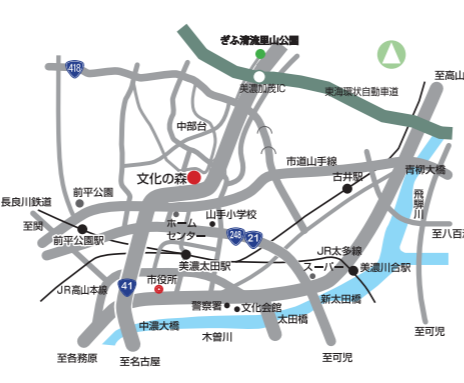 ぎふ清流里山公園
418
美濃加茂IC
東海環状自動車道
至高山
中部台
市道山手線
青柳大橋
文化の森
古井駅
前平公園
長良川鉄道
山手小学校
飛騨川
至関
ホーム
センター
248
21
至八百津
前平公園駅
JR太多線
美濃太田駅
スーパー
美濃川合駅
JR高山本線
41
市役所
新太田橋
警察署
文化会館
中濃大橋
太田橋
木曽川
至可児
至各務原
至名古屋
至可児